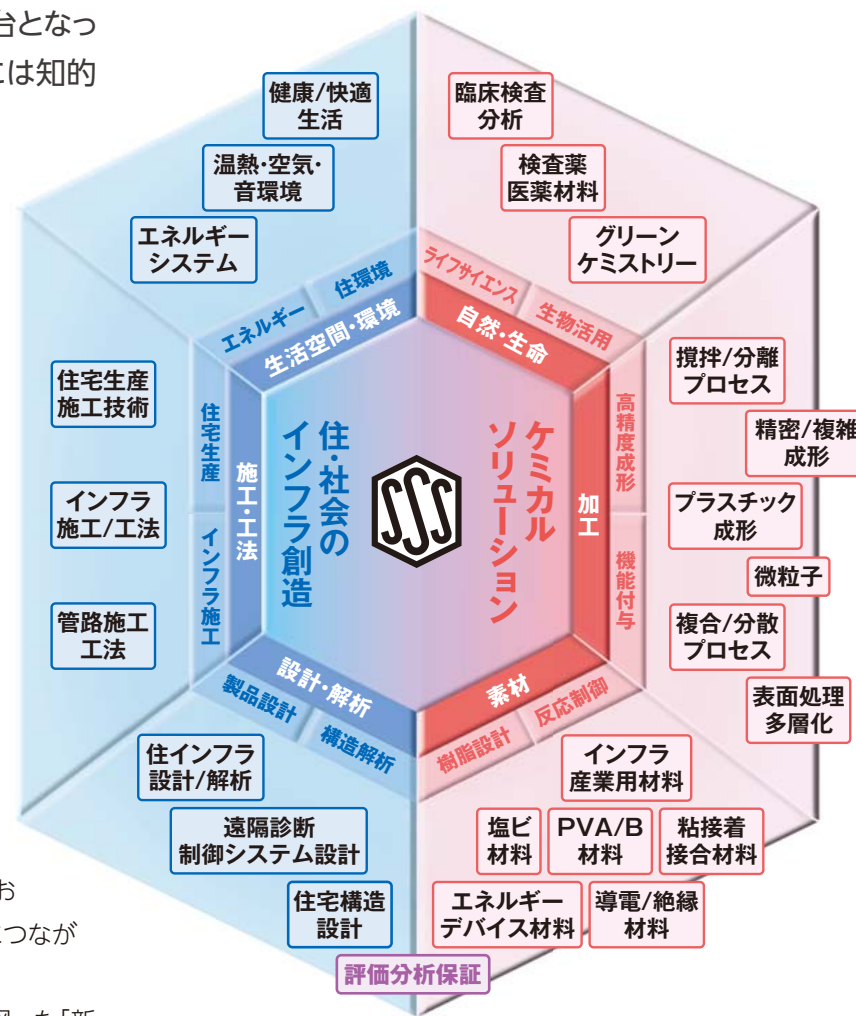 台となっ
には知的
健康/快適
生活
温熱・空気・
音環境
エネルギー
システム
臨床検査
分析
検査薬
医薬材料
グリーン
ケミストリー
エネルギー
住環境
生活空間・環境
ライフサイエンス
生物活用
自然・生命
住宅生産
施工技術
インフラ
施工/工法
管路施工
工法
住宅生産
インフラ施工
施工・工法
住・社会の
インフラ創造
SSS
ケミカル
ソリューション
加工
高精度成形
機能付与
撹拌/分離
プロセス
精密/複雑
成形
プラスチック
成形
微粒子
複合/分散
プロセス
表面処理
多層化
設計・解析
製品設計
構造解析
素材
樹脂設計
反応制御
住インフラ
設計/解析
遠隔診断
制御システム設計
住宅構造
設計
インフラ
産業用材料
塩ビ
材料
PVA/B
材料
粘接着
接合材料
エネルギー
デバイス材料
導電/絶縁
材料
評価分析保証
お
つなが
た「新